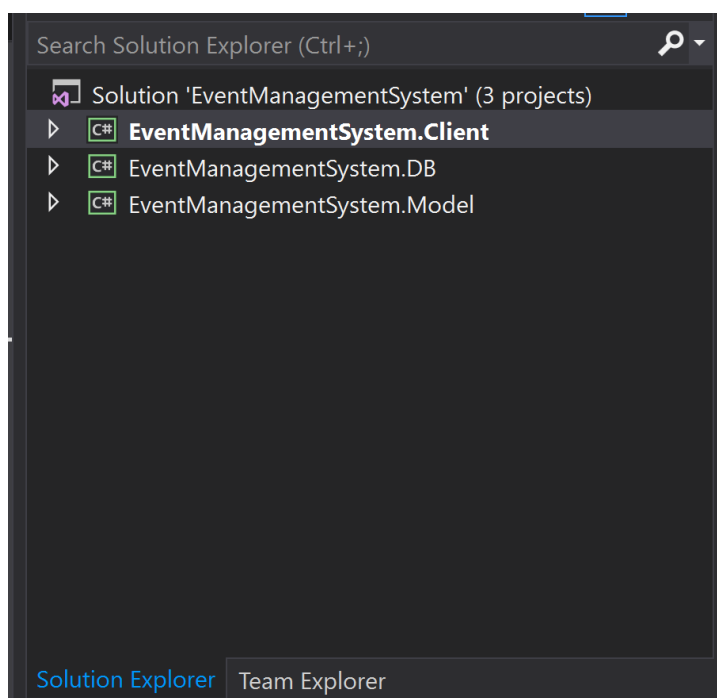 Search Solution Explorer (Ctrl+;)
Solution 'EventManagementSystem' (3 projects)
C# EventManagementSystem.Client
C# EventManagementSystem.DB
C# EventManagementSystem.Model
Solution Explorer Team Explorer